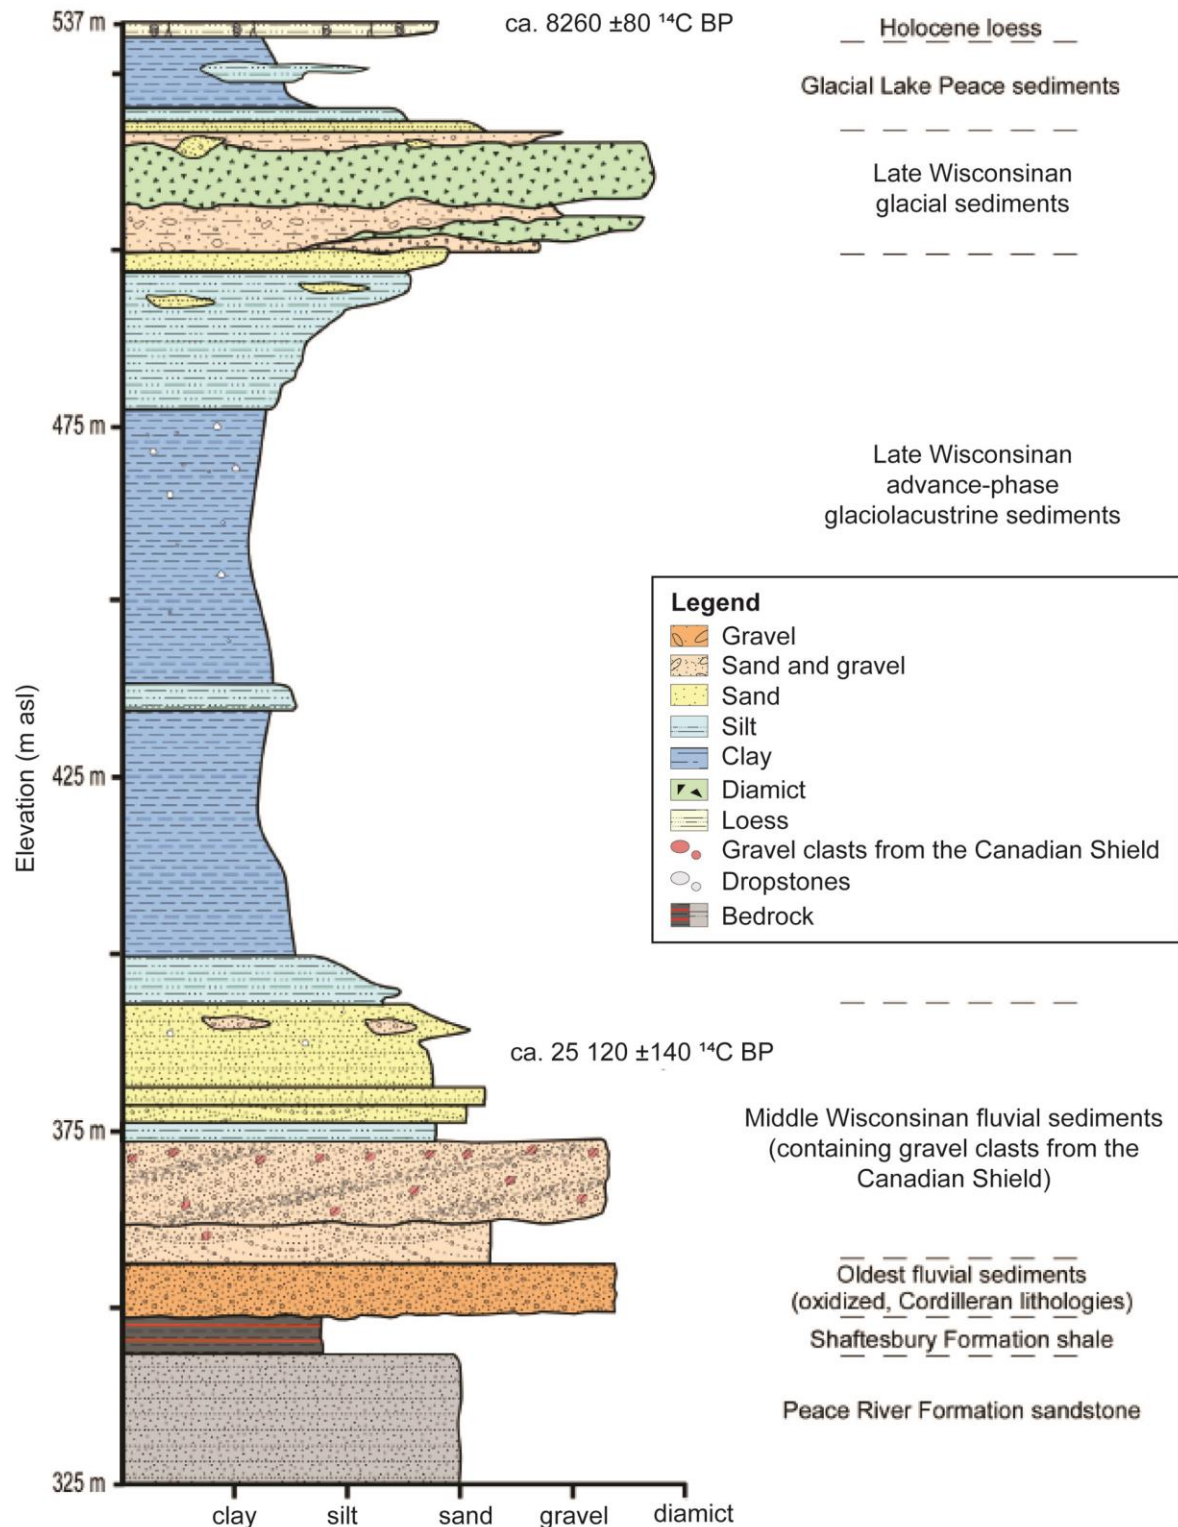 537 m
ca. 8260 ±80 ¹⁴C BP
Holocene loess
Glacial Lake Peace sediments
Late Wisconsinan
glacial sediments
475 m
Late Wisconsinan
advance-phase
glaciolacustrine sediments
Legend
Gravel
Sand and gravel
Sand
Silt
Clay
Diamict
Loess
Gravel clasts from the Canadian Shield
Dropstones
Bedrock
Elevation (m asl)
425 m
ca. 25 120 ±140 ¹⁴C BP
375 m
Middle Wisconsinan fluvial sediments
(containing gravel clasts from the
Canadian Shield)
Oldest fluvial sediments
(oxidized, Cordilleran lithologies)
Shaftesbury Formation shale
Peace River Formation sandstone
325 m
clay silt sand gravel diamict